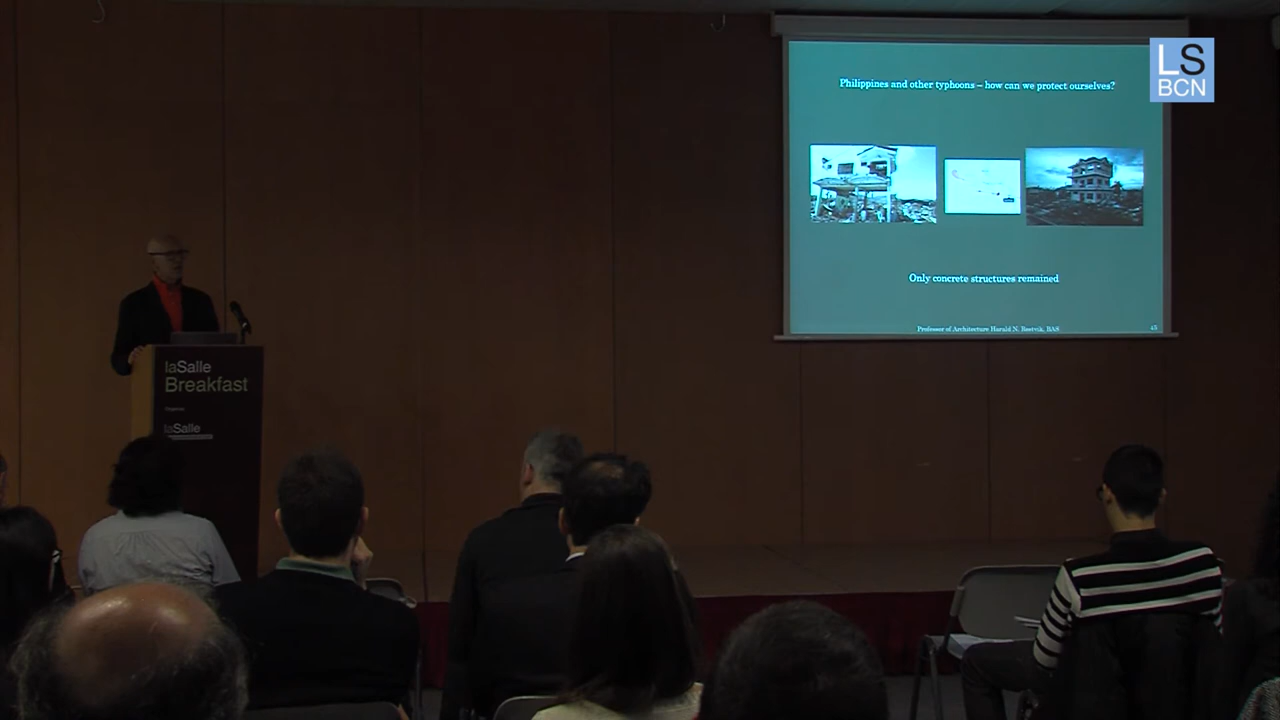 LS
BCN
Philippines and other typhoons – how can we protect ourselves?
Only concrete structures remained
Professor of Architecture Harald N. Røstvik, BAS
45
laSalle
Breakfast
laSalle